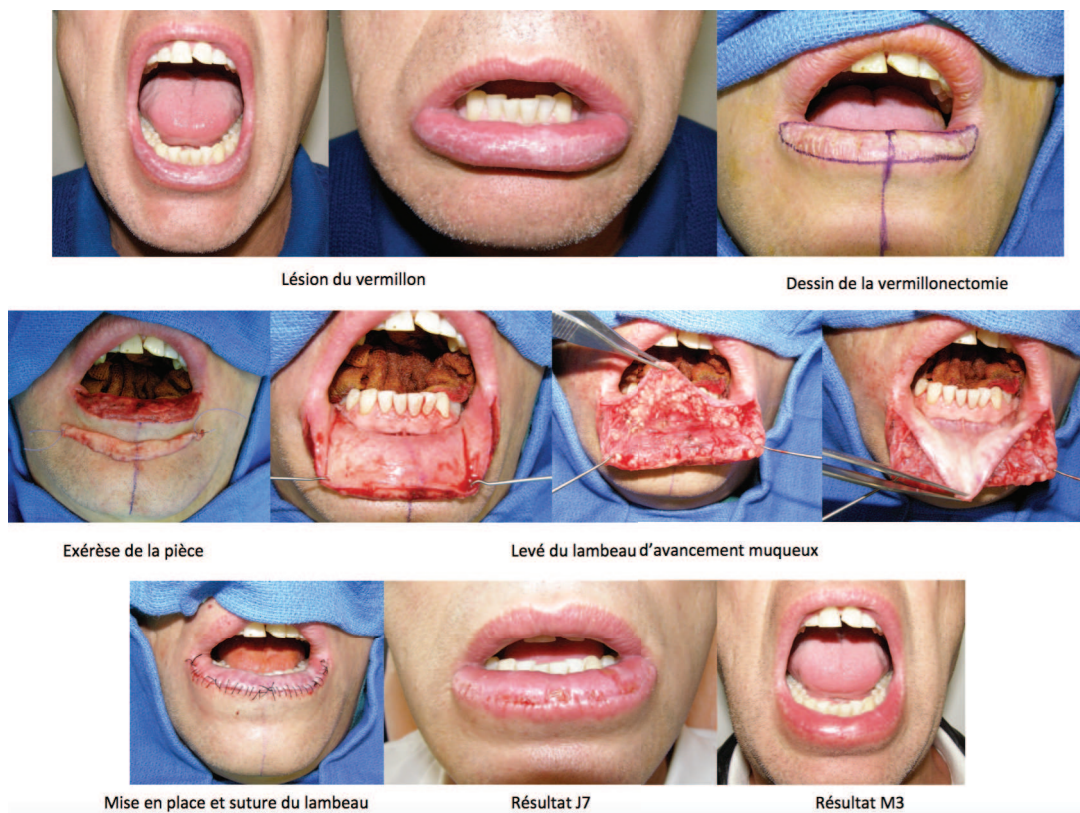 Lésion du vermillon
Dessin de la vermillonectomie
Exérèse de la pièce
Levé du lambeau d'avancement muqueux
Mise en place et suture du lambeau
Résultat J7
Résultat M3